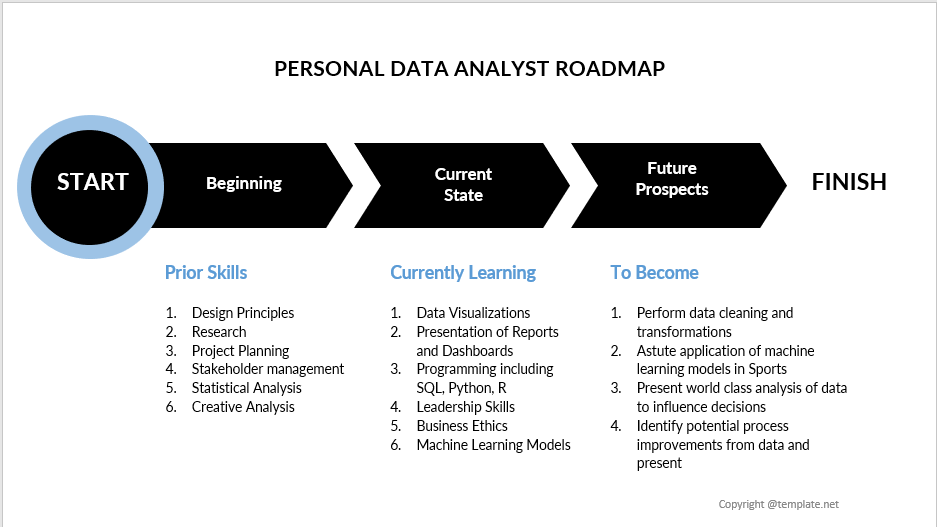 PERSONAL DATA ANALYST ROADMAP
START
Beginning
Current
State
Future
Prospects
FINISH
Prior Skills
1. Design Principles
2. Research
3. Project Planning
4. Stakeholder management
5. Statistical Analysis
6. Creative Analysis
Currently Learning
1. Data Visualizations
2. Presentation of Reports
and Dashboards
3. Programming including
SQL, Python, R
4. Leadership Skills
5. Business Ethics
6. Machine Learning Models
To Become
1. Perform data cleaning and
transformations
2. Astute application of machine
learning models in Sports
3. Present world class analysis of data
to influence decisions
4. Identify potential process
improvements from data and
present
Copyright @template.net